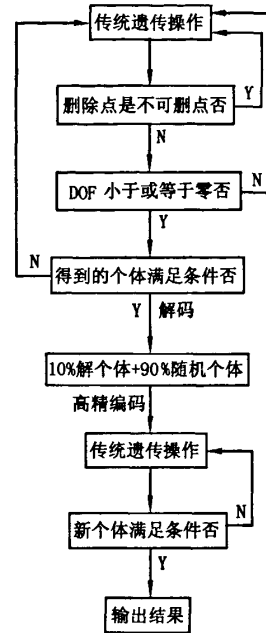 传统遗传操作
删除点是不可删点否
Y
N
DOF 小于或等于零否
N
Y
N
得到的个体满足条件否
Y 解码
10%解个体+90%随机个体
高精编码
传统遗传操作
N
新个体满足条件否
Y
输出结果